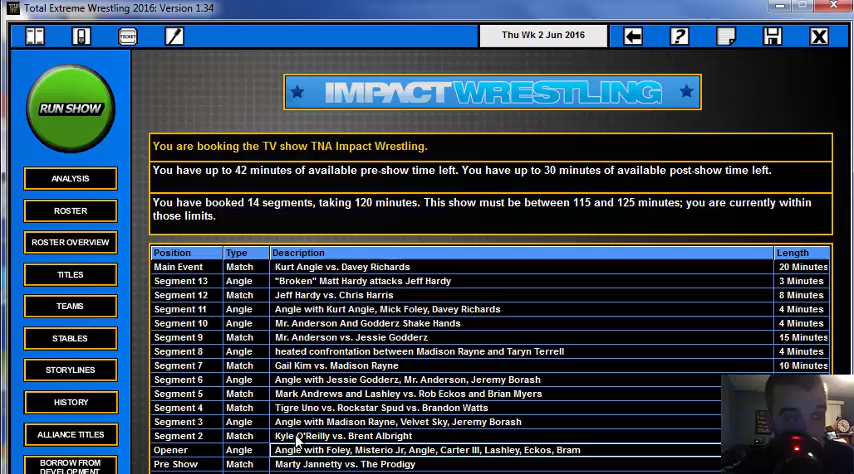 Total Extreme Wrestling 2016: Version 1.34
Thu Wk 2 Jun 2016
RUN SHOW
IMPACT WRESTLING
You are booking the TV show TNA Impact Wrestling.
You have up to 42 minutes of available pre-show time left. You have up to 30 minutes of available post-show time left.
You have booked 14 segments, taking 120 minutes. This show must be between 115 and 125 minutes; you are currently within
those limits.
ANALYSIS
ROSTER
ROSTER OVERVIEW
TITLES
TEAMS
STABLES
STORYLINES
HISTORY
ALLIANCE TITLES
BORROW FROM
DEVELOPMENT
Position Type Description Length
Main Event Match Kurt Angle vs. Davey Richards 20 Minutes
Segment 13 Angle "Broken" Matt Hardy attacks Jeff Hardy 3 Minutes
Segment 12 Match Jeff Hardy vs. Chris Harris 8 Minutes
Segment 11 Angle Angle with Kurt Angle, Mick Foley, Davey Richards 4 Minutes
Segment 10 Angle Mr. Anderson And Godderz Shake Hands 4 Minutes
Segment 9 Match Mr. Anderson vs. Jessie Godderz 15 Minutes
Segment 8 Angle heated confrontation between Madison Rayne and Taryn Terrell 4 Minutes
Segment 7 Match Gail Kim vs. Madison Rayne 10 Minutes
Segment 6 Angle Angle with Jessie Godderz, Mr. Anderson, Jeremy Borash
Segment 5 Match Mark Andrews and Lashley vs. Rob Eckos and Brian Myers
Segment 4 Match Tigre Uno vs. Rockstar Spud vs. Brandon Watts
Segment 3 Angle Angle with Madison Rayne, Velvet Sky, Jeremy Borash
Segment 2 Match Kyle O'Reilly vs. Brent Albright
Opener Angle Angle with Foley, Misterio Jr, Angle, Carter III, Lashley, Eckos, Bram
Pre Show Match Marty Jannetty vs. The Prodigy